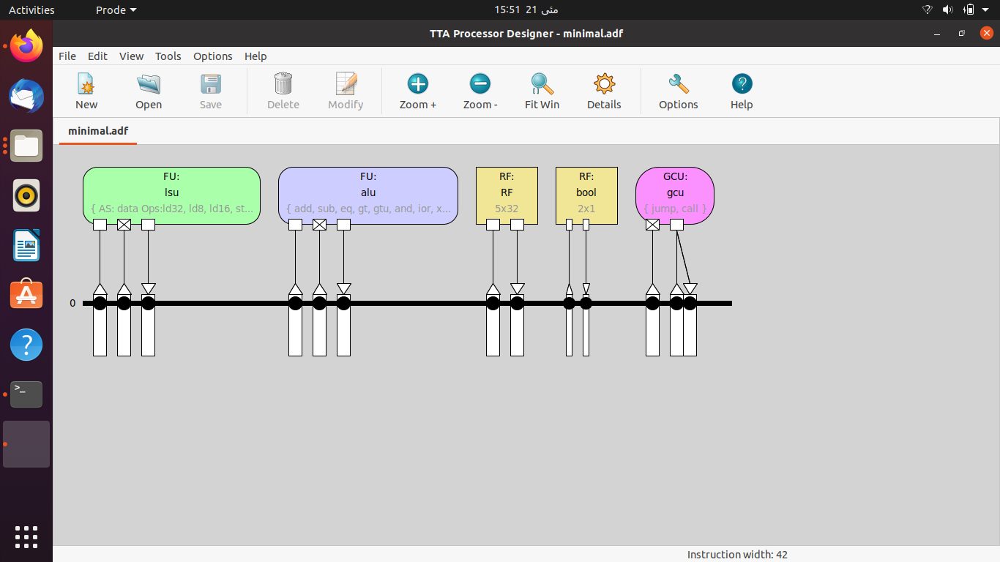 Activities Prode 15:51 21 مئی
TTA Processor Designer - minimal.adf
File Edit View Tools Options Help
New Open Save Delete Modify Zoom + Zoom - Fit Win Details Options Help
minimal.adf
FU: FU: RF: RF: GCU:
lsu alu RF bool gcu
{ AS: data Ops:ld32, ld8, ld16, st... { add, sub, eq, gt, gtu, and, ior, x... 5x32 2x1 { jump, call }
0
>_
Instruction width: 42